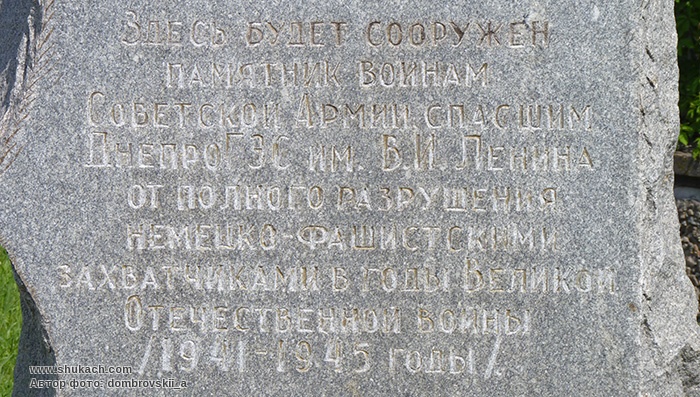 Здесь будет сооружен
памятник воинам
Советской Армии, спасшим
ДнепроГЭС им. В.И. Ленина
от полного разрушения
немецко-фашистскими
захватчиками в годы Великой
Отечественной войны
/1941-1945 годы/.
www.shukach.com
Автор фото: dombrovskii_a